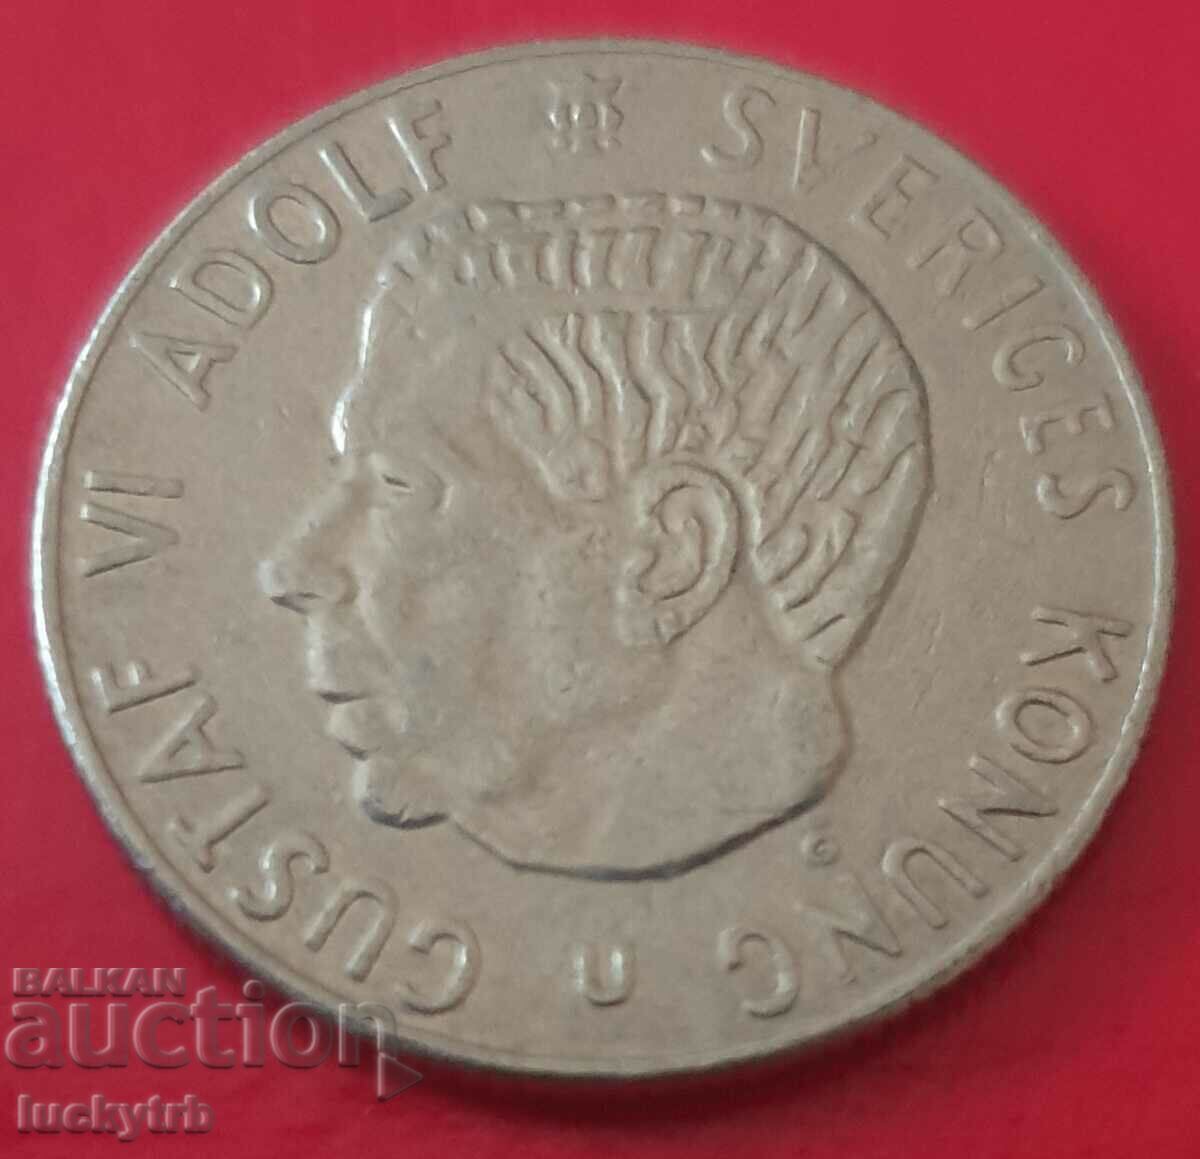 GUSTAF VI ADOLF SVERIGES KONUNG
G
U
BALKAN
auction
luckytrb